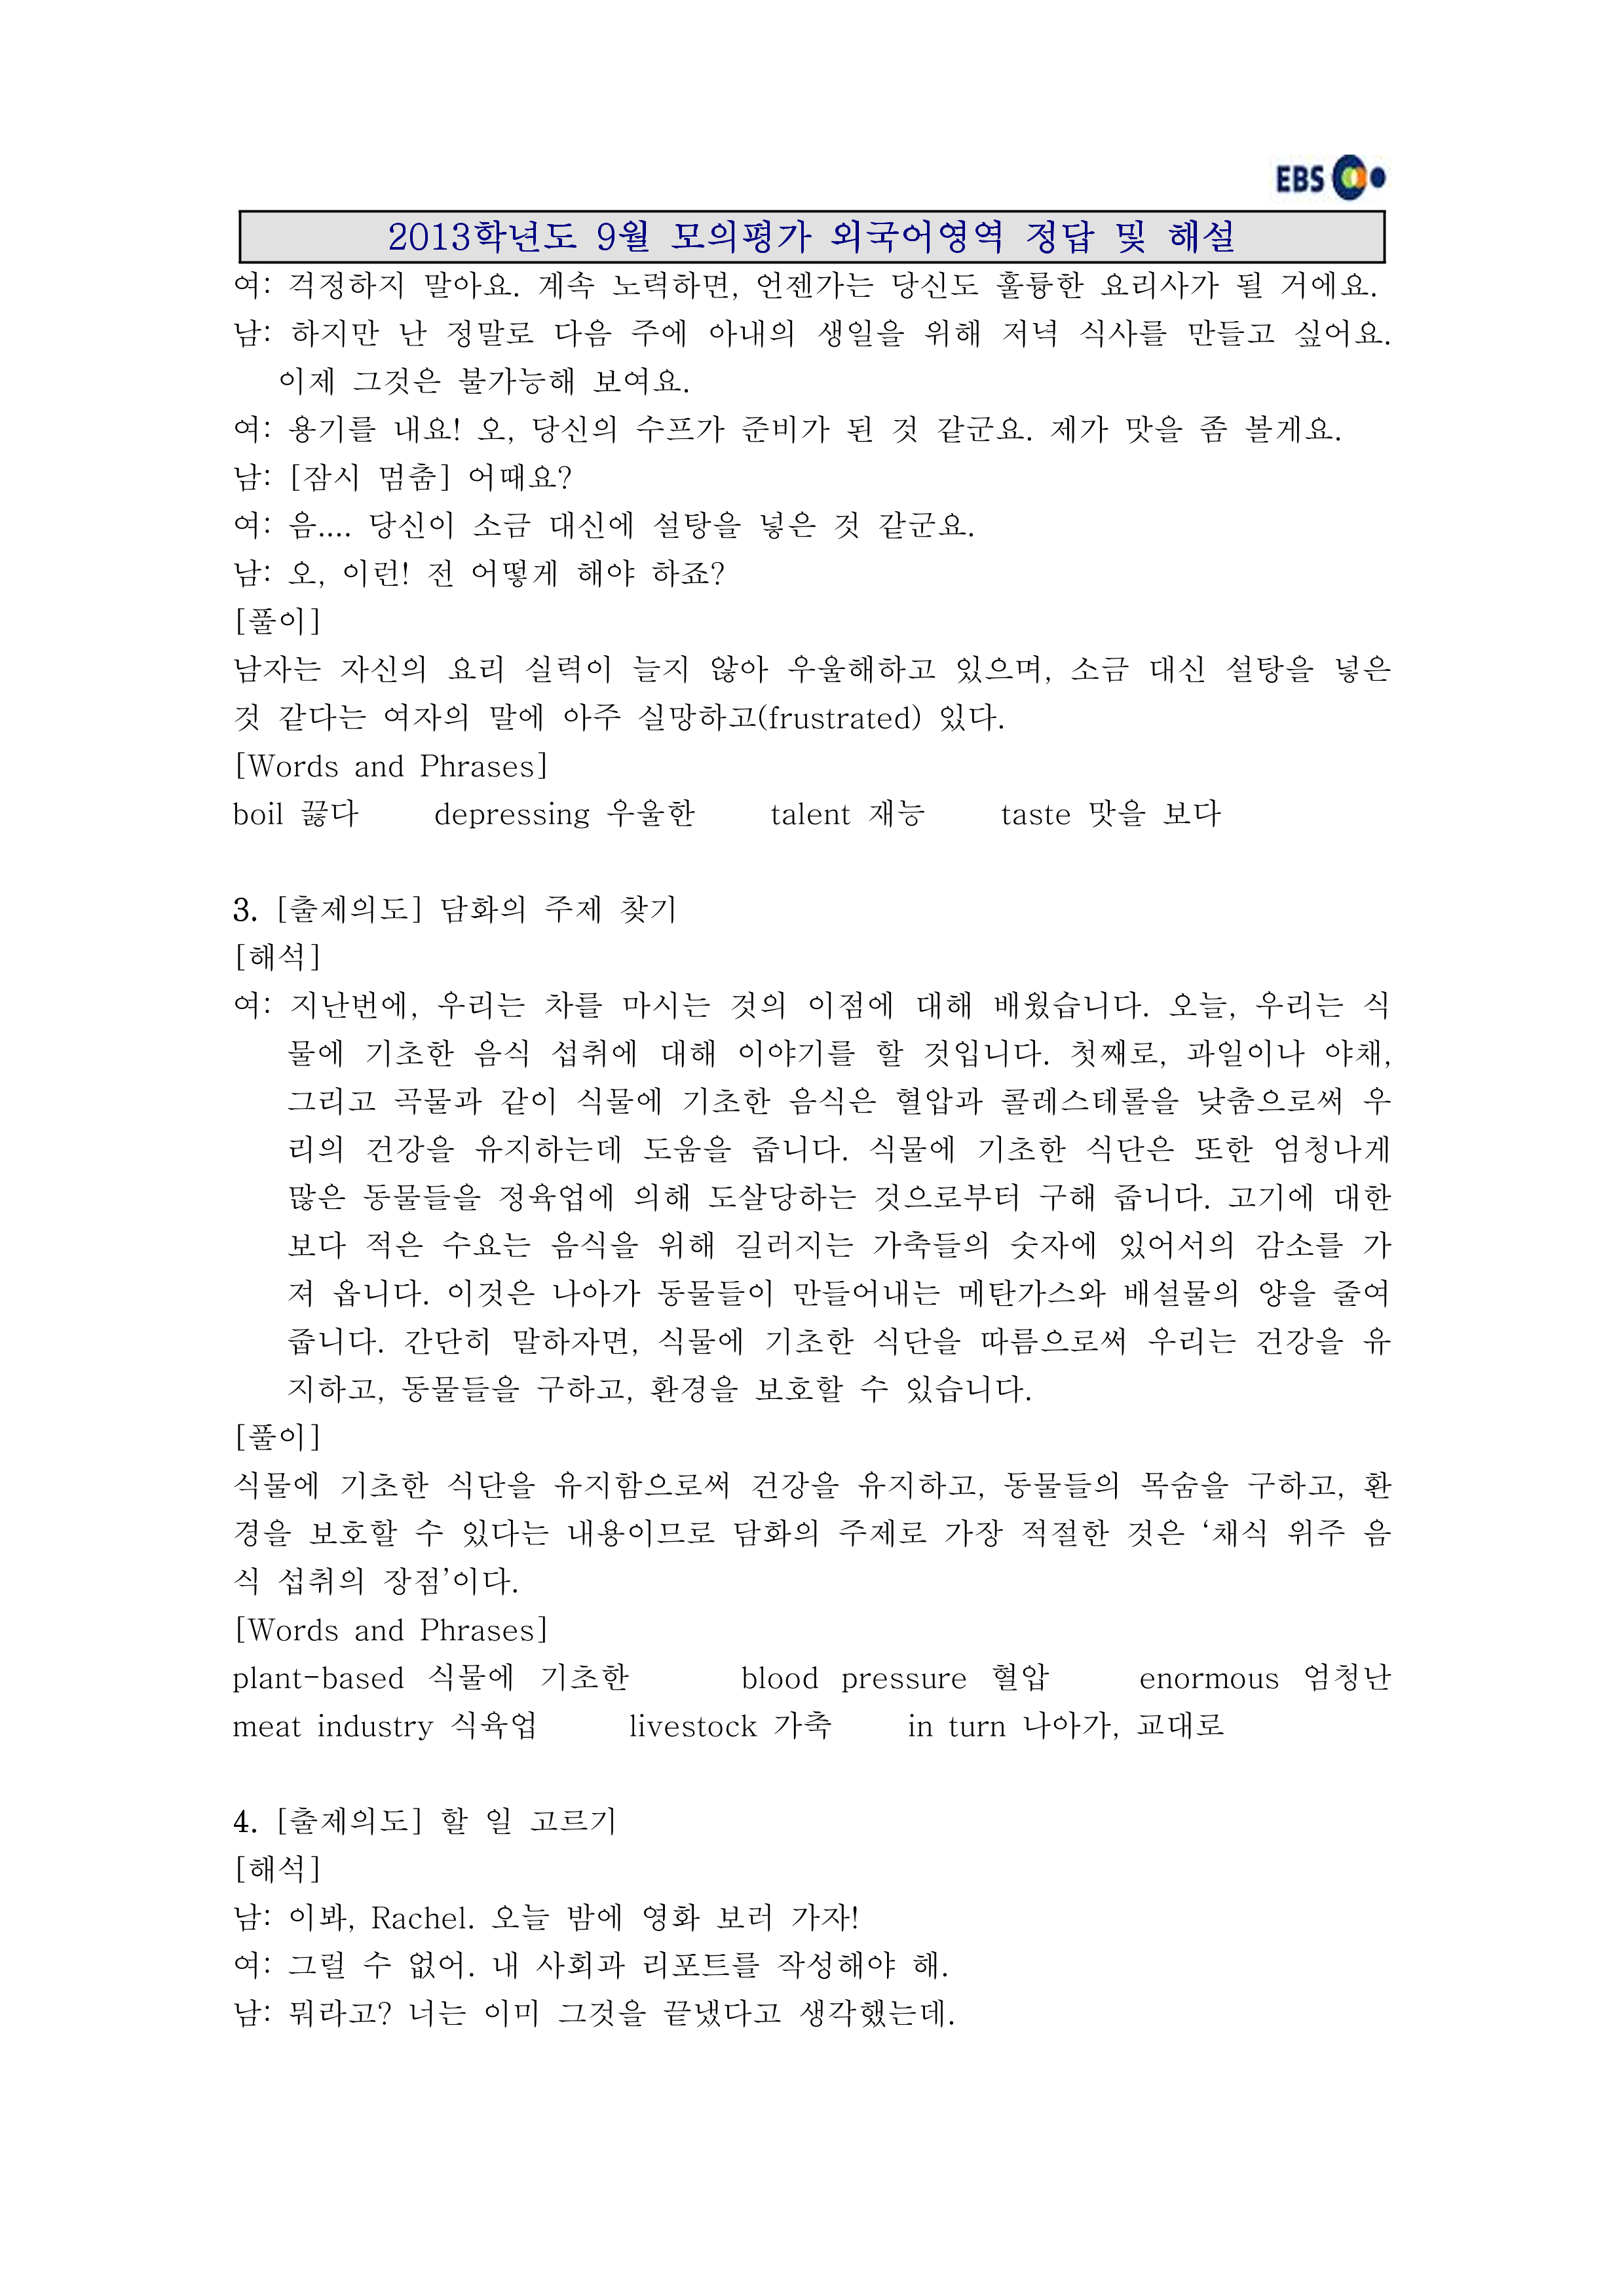 EBS
2013학년도 9월 모의평가 외국어영역 정답 및 해설
여: 걱정하지 말아요. 계속 노력하면, 언젠가는 당신도 훌륭한 요리사가 될 거에요.
남: 하지만 난 정말로 다음 주에 아내의 생일을 위해 저녁 식사를 만들고 싶어요.
이제 그것은 불가능해 보여요.
여: 용기를 내요! 오, 당신의 수프가 준비가 된 것 같군요. 제가 맛을 좀 볼게요.
남: [잠시 멈춤] 어때요?
여: 음.... 당신이 소금 대신에 설탕을 넣은 것 같군요.
남: 오, 이런! 전 어떻게 해야 하죠?
[풀이]
남자는 자신의 요리 실력이 늘지 않아 우울해하고 있으며, 소금 대신 설탕을 넣은
것 같다는 여자의 말에 아주 실망하고(frustrated) 있다.
[Words and Phrases]
boil 끓다 depressing 우울한 talent 재능 taste 맛을 보다
3. [출제의도] 담화의 주제 찾기
[해석]
여: 지난번에, 우리는 차를 마시는 것의 이점에 대해 배웠습니다. 오늘, 우리는 식
물에 기초한 음식 섭취에 대해 이야기를 할 것입니다. 첫째로, 과일이나 야채,
그리고 곡물과 같이 식물에 기초한 음식은 혈압과 콜레스테롤을 낮춤으로써 우
리의 건강을 유지하는데 도움을 줍니다. 식물에 기초한 식단은 또한 엄청나게
많은 동물들을 정육업에 의해 도살당하는 것으로부터 구해 줍니다. 고기에 대한
보다 적은 수요는 음식을 위해 길러지는 가축들의 숫자에 있어서의 감소를 가
져 옵니다. 이것은 나아가 동물들이 만들어내는 메탄가스와 배설물의 양을 줄여
줍니다. 간단히 말하자면, 식물에 기초한 식단을 따름으로써 우리는 건강을 유
지하고, 동물들을 구하고, 환경을 보호할 수 있습니다.
[풀이]
식물에 기초한 식단을 유지함으로써 건강을 유지하고, 동물들의 목숨을 구하고, 환
경을 보호할 수 있다는 내용이므로 담화의 주제로 가장 적절한 것은 ‘채식 위주 음
식 섭취의 장점’이다.
[Words and Phrases]
plant-based 식물에 기초한 blood pressure 혈압 enormous 엄청난
meat industry 식육업 livestock 가축 in turn 나아가, 교대로
4. [출제의도] 할 일 고르기
[해석]
남: 이봐, Rachel. 오늘 밤에 영화 보러 가자!
여: 그럴 수 없어. 내 사회과 리포트를 작성해야 해.
남: 뭐라고? 너는 이미 그것을 끝냈다고 생각했는데.